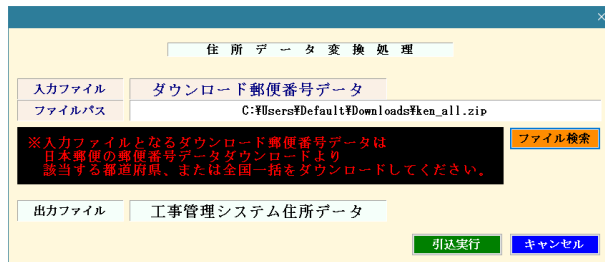 ×
住所データ変換処理
入力ファイル ダウンロード郵便番号データ
ファイルパス C:¥Users¥Default¥Downloads¥ken_all.zip
※入力ファイルとなるダウンロード郵便番号データは ファイル検索
日本郵便の郵便番号データダウンロードより
該当する都道府県、または全国一括をダウンロードしてください。
出力ファイル 工事管理システム住所データ
引込実行 キャンセル